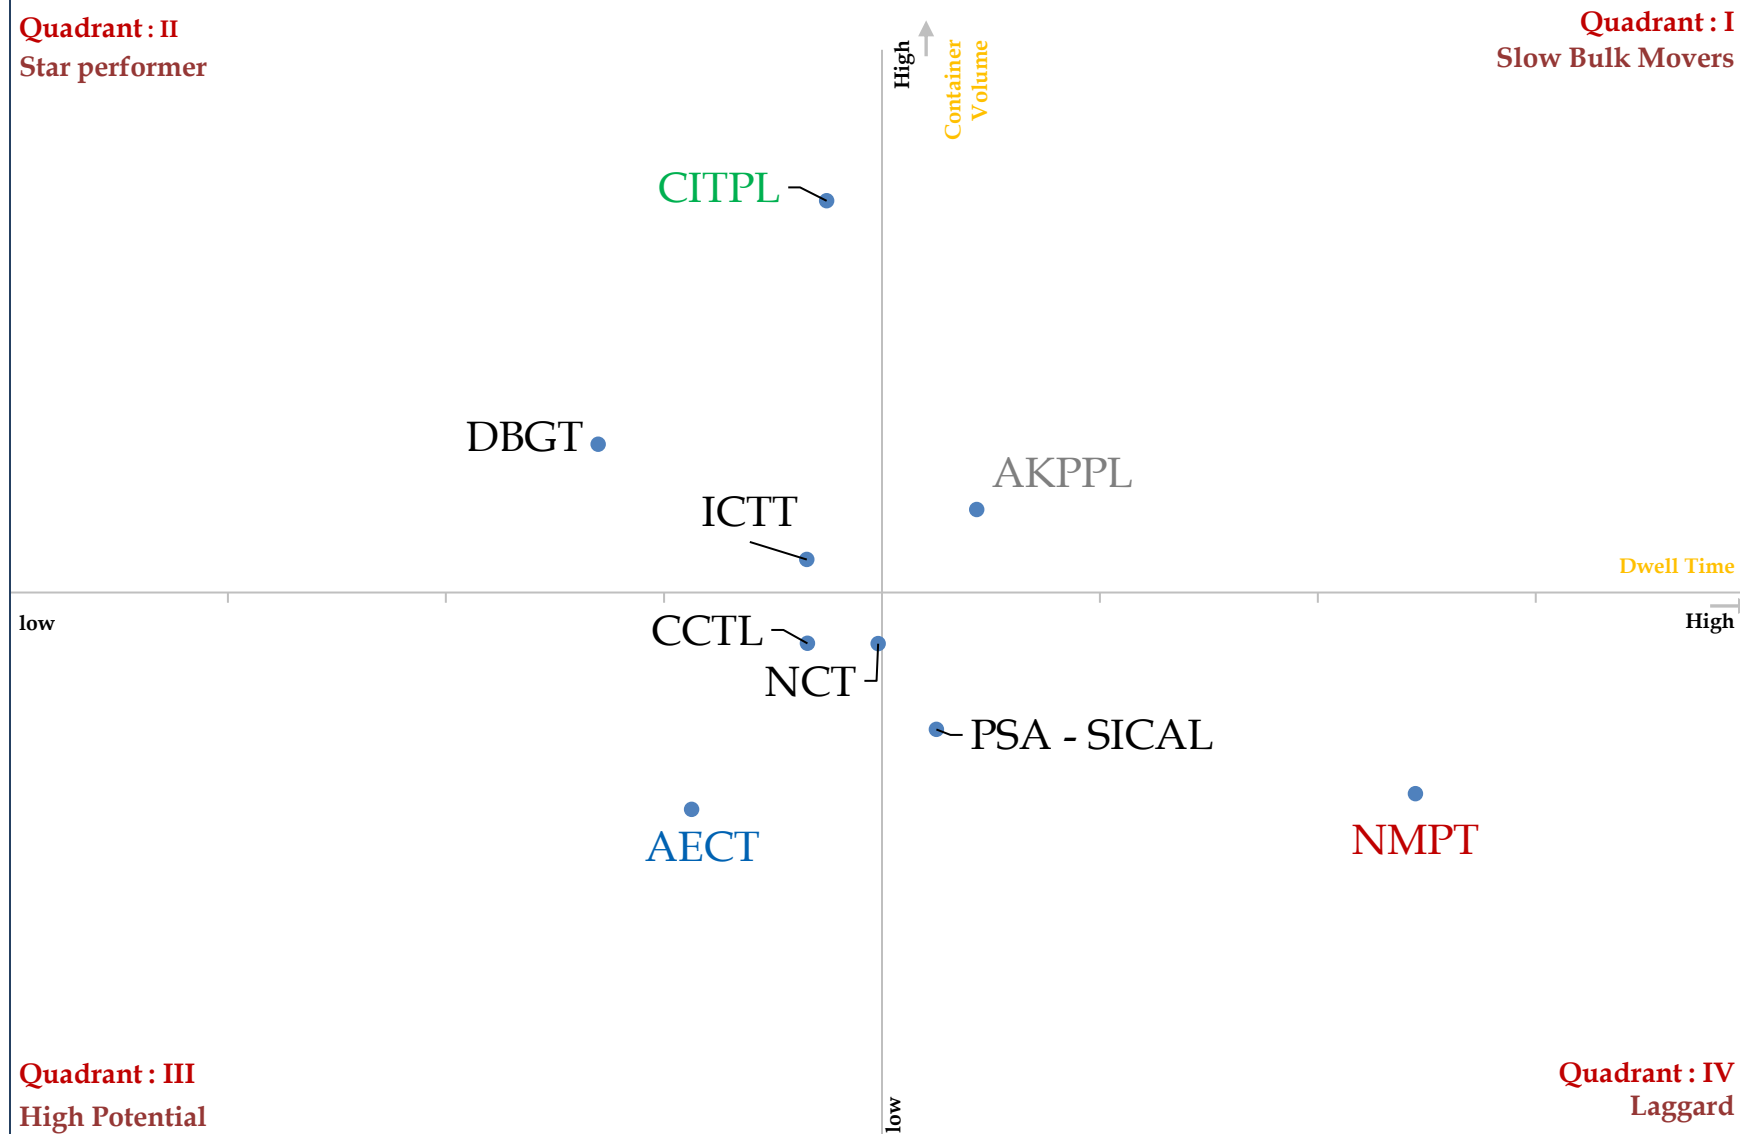 Quadrant : II
Star performer
Quadrant : I
Slow Bulk Movers
High
Container
Volume
CITPL
DBGT
AKPPL
ICTT
Dwell Time
low
High
CCTL
NCT
PSA - SICAL
AECT
NMPT
Quadrant : III
High Potential
Quadrant : IV
Laggard
low